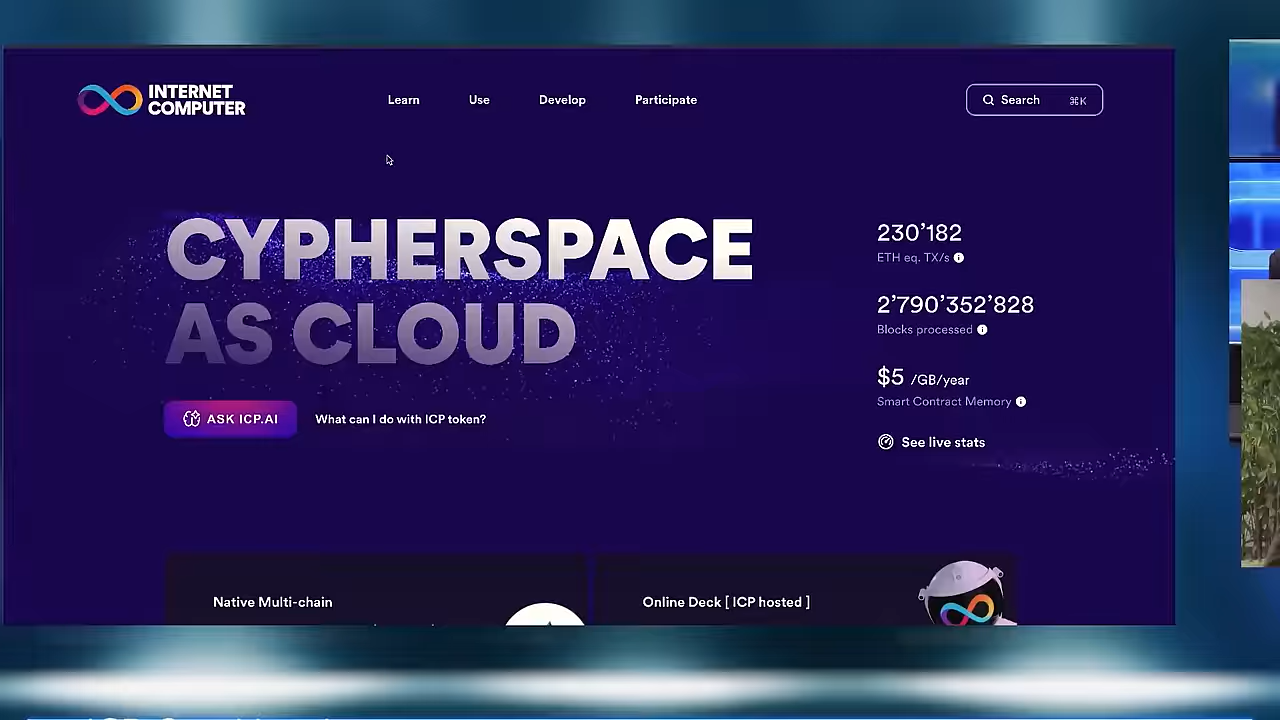 INTERNET
COMPUTER
Learn
Use
Develop
Participate
Search
⌘K
CYPHERSPACE
AS CLOUD
ASK ICP.AI
What can I do with ICP token?
230’182
ETH eq. TX/s
2’790’352’828
Blocks processed
$5 /GB/year
Smart Contract Memory
See live stats
Native Multi-chain
Online Deck [ ICP hosted ]